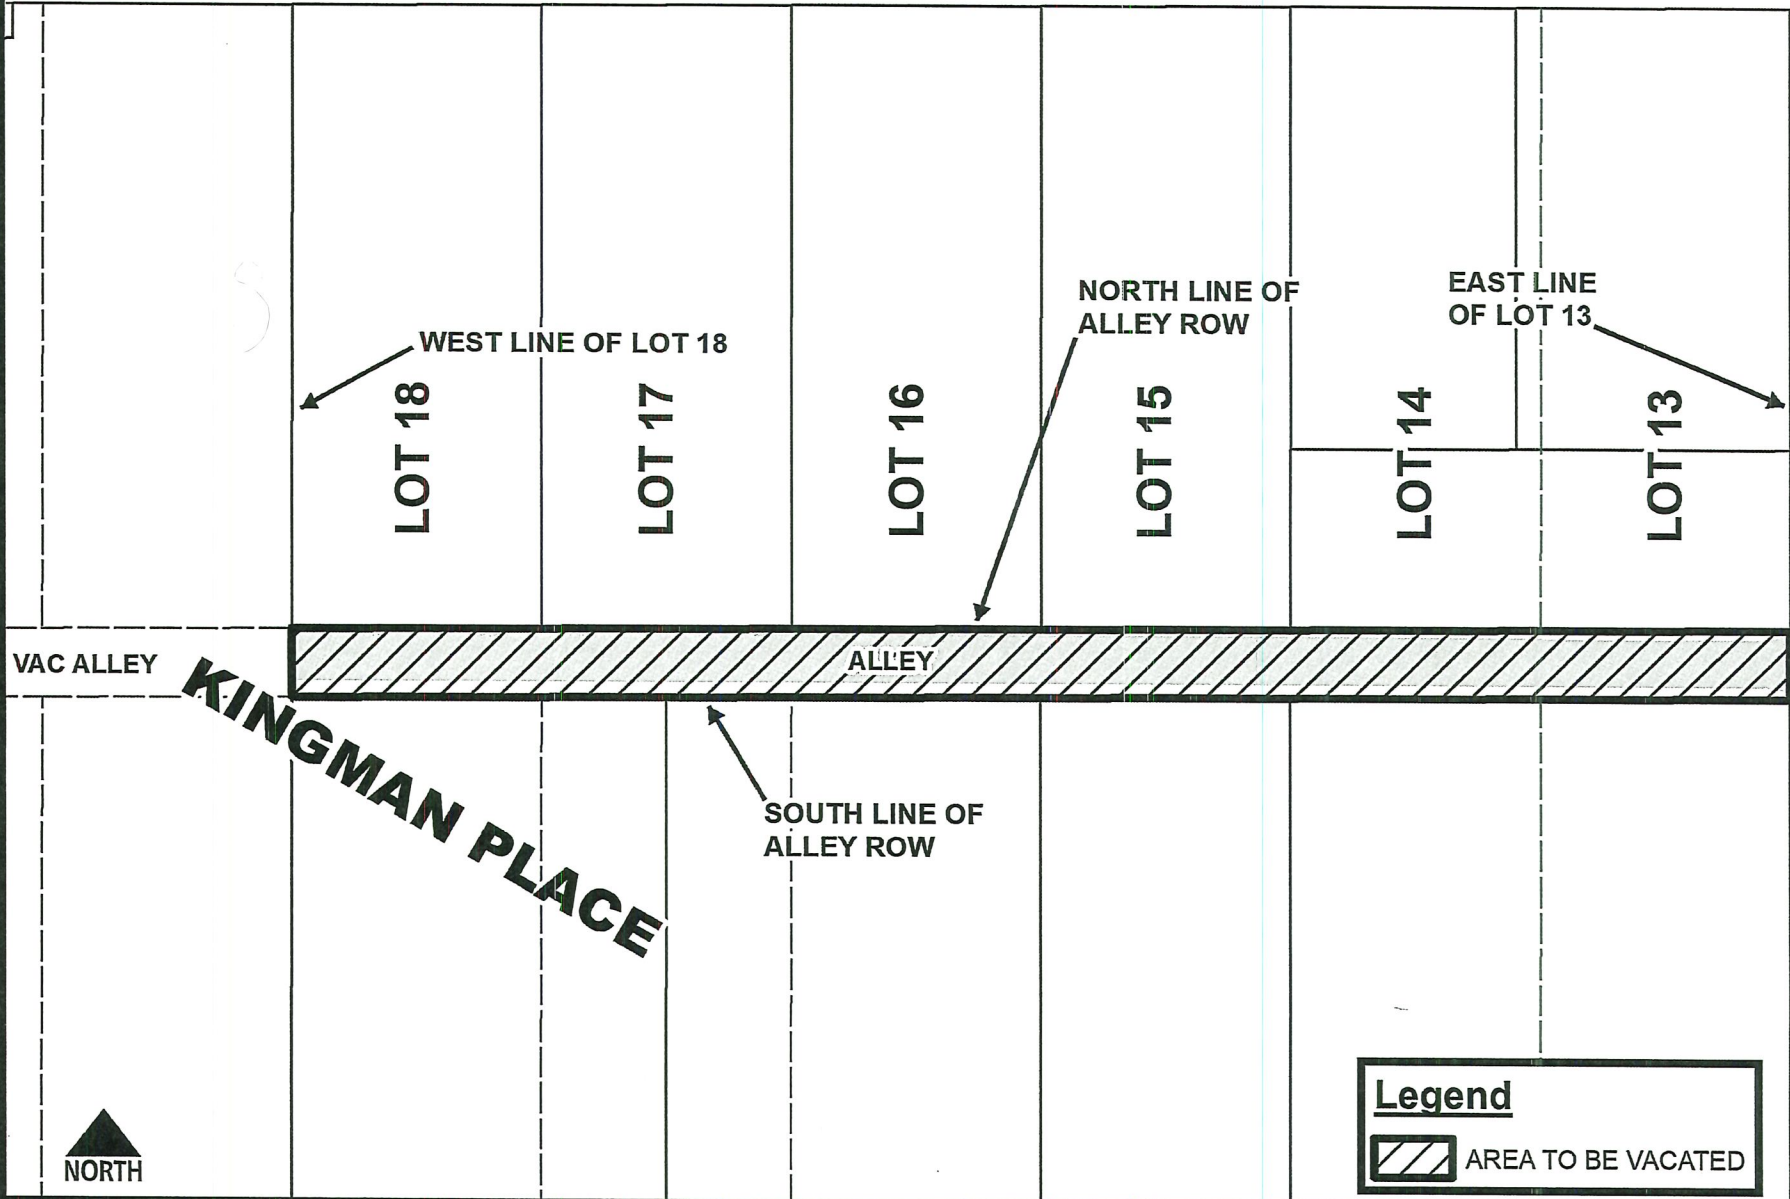 NORTH LINE OF
ALLEY ROW
EAST LINE
OF LOT 13
WEST LINE OF LOT 18
LOT 18
LOT 17
LOT 16
LOT 15
LOT 14
LOT 13
VAC ALLEY
ALLEY
KINGMAN PLACE
SOUTH LINE OF
ALLEY ROW
NORTH
Legend
AREA TO BE VACATED